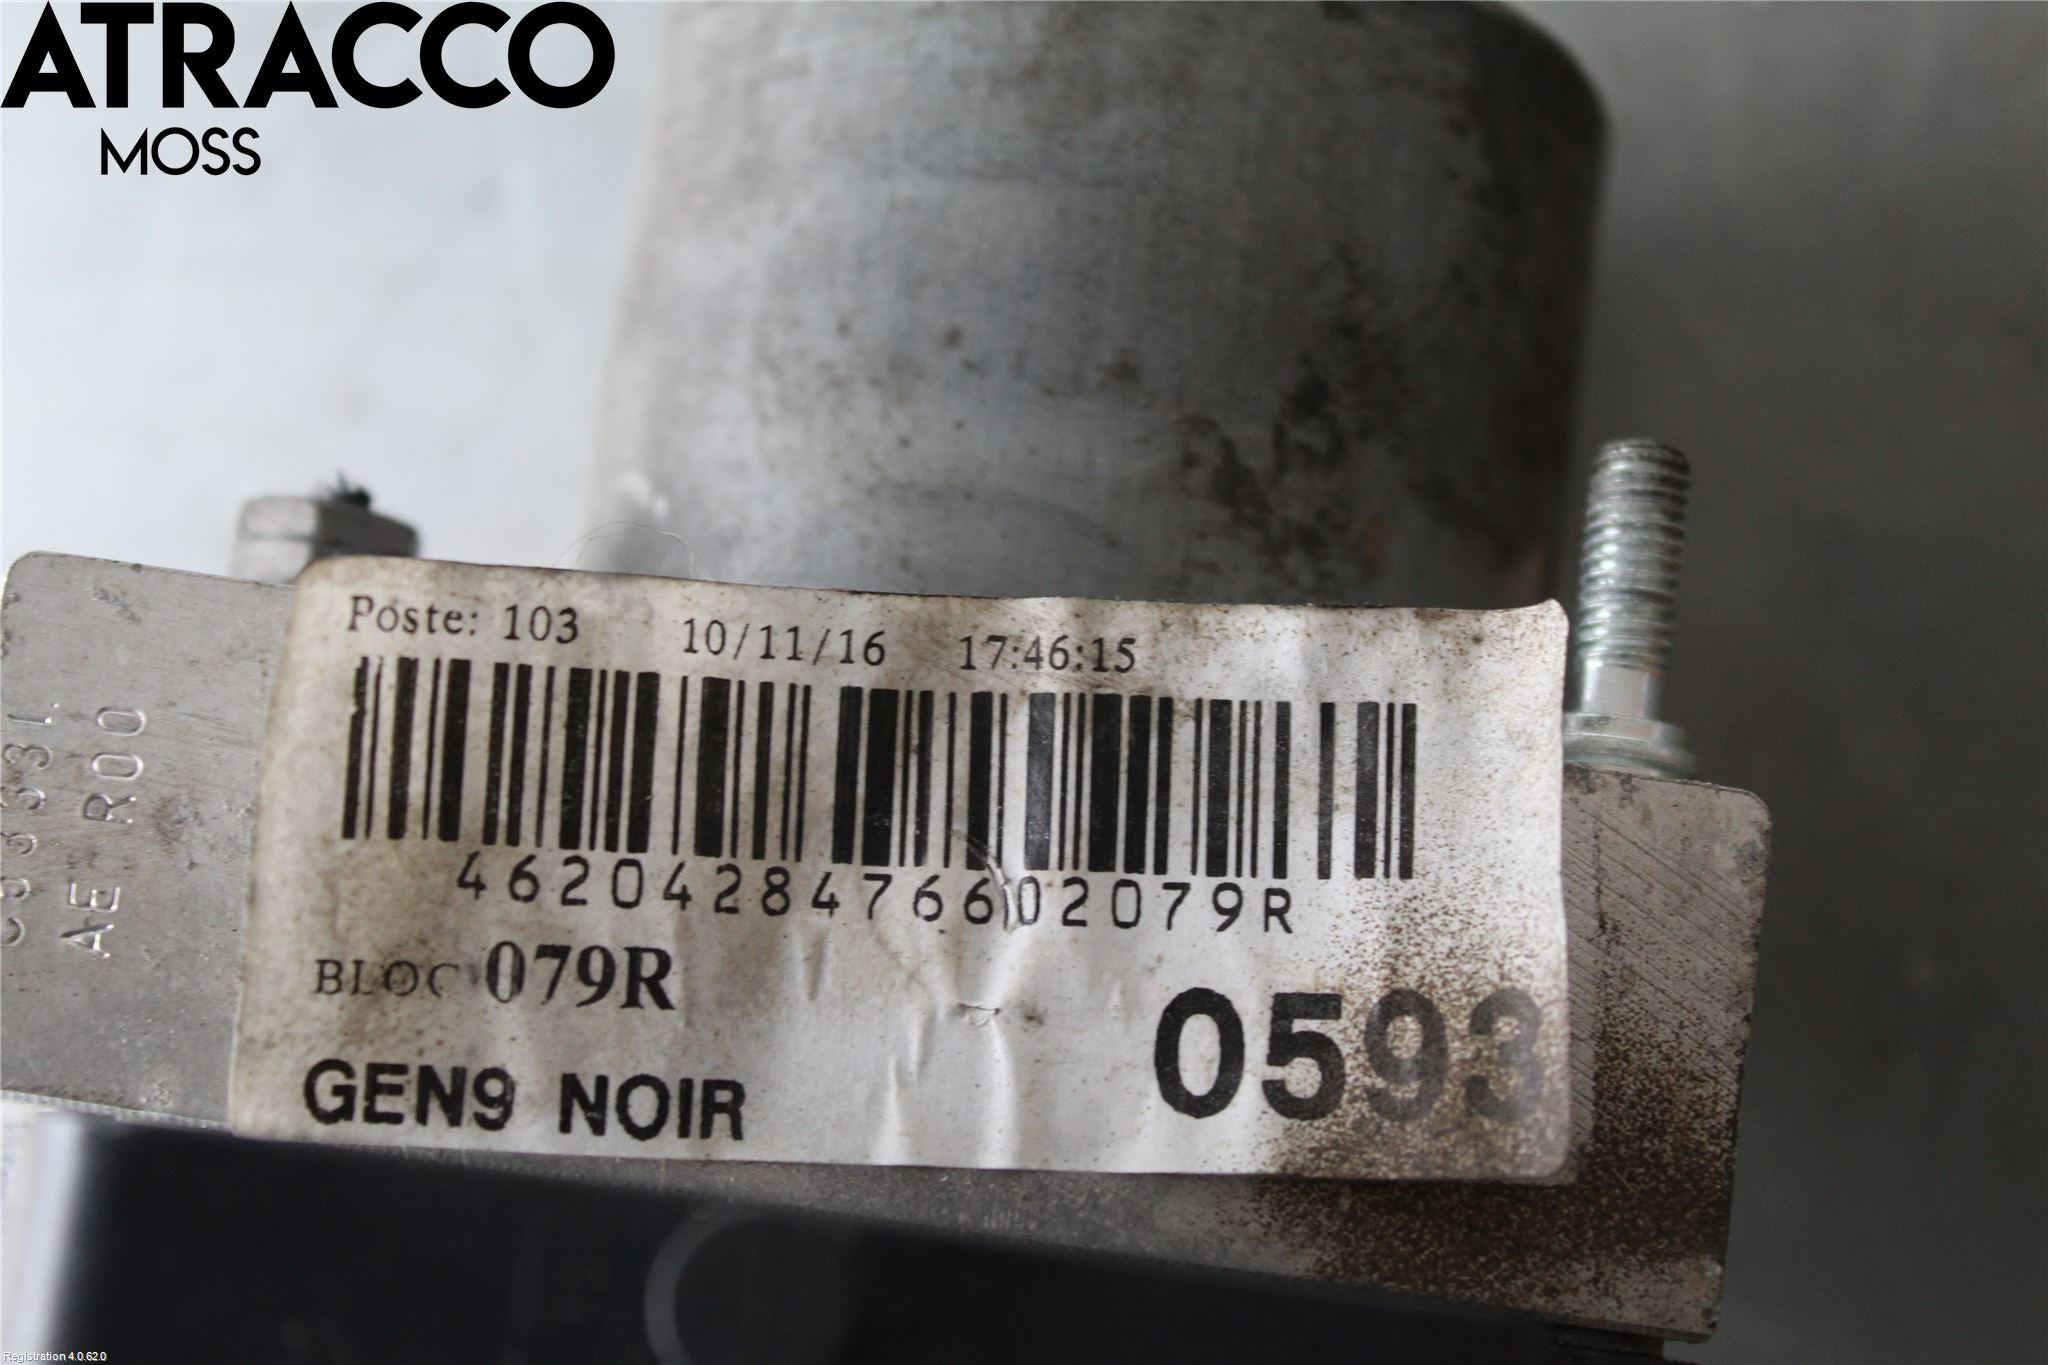 ATRACCO
MOSS
Poste: 103 10/11/16 17:46:15
4620428476602079R
BLOC 079R
0593
GEN9 NOIR
AE R00
Registration 4.0.62.0